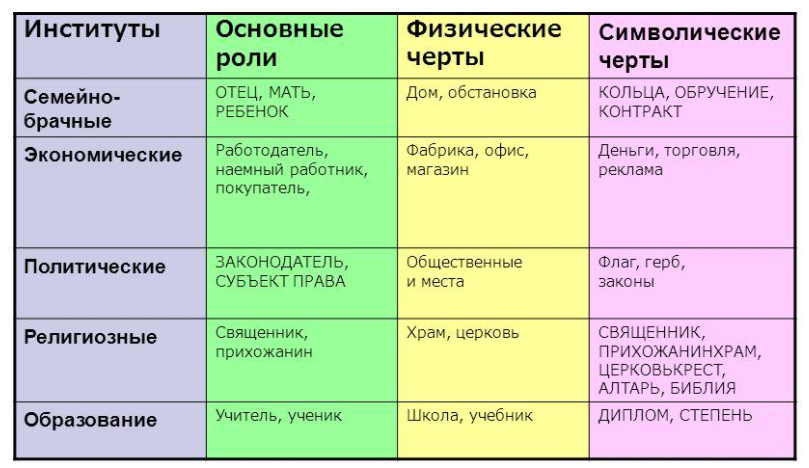 Институты
Основные
роли
Физические
черты
Символические
черты
Семейно-
брачные
ОТЕЦ, МАТЬ,
РЕБЕНОК
Дом, обстановка
КОЛЬЦА, ОБРУЧЕНИЕ,
КОНТРАКТ
Экономические
Работодатель,
наемный работник,
покупатель,
Фабрика, офис,
магазин
Деньги, торговля,
реклама
Политические
ЗАКОНОДАТЕЛЬ,
СУБЪЕКТ ПРАВА
Общественные
и места
Флаг, герб,
законы
Религиозные
Священник,
прихожанин
Храм, церковь
СВЯЩЕННИК,
ПРИХОЖАНИНХРАМ,
ЦЕРКОВЬКРЕСТ,
АЛТАРЬ, БИБЛИЯ
Образование
Учитель, ученик
Школа, учебник
ДИПЛОМ, СТЕПЕНЬ